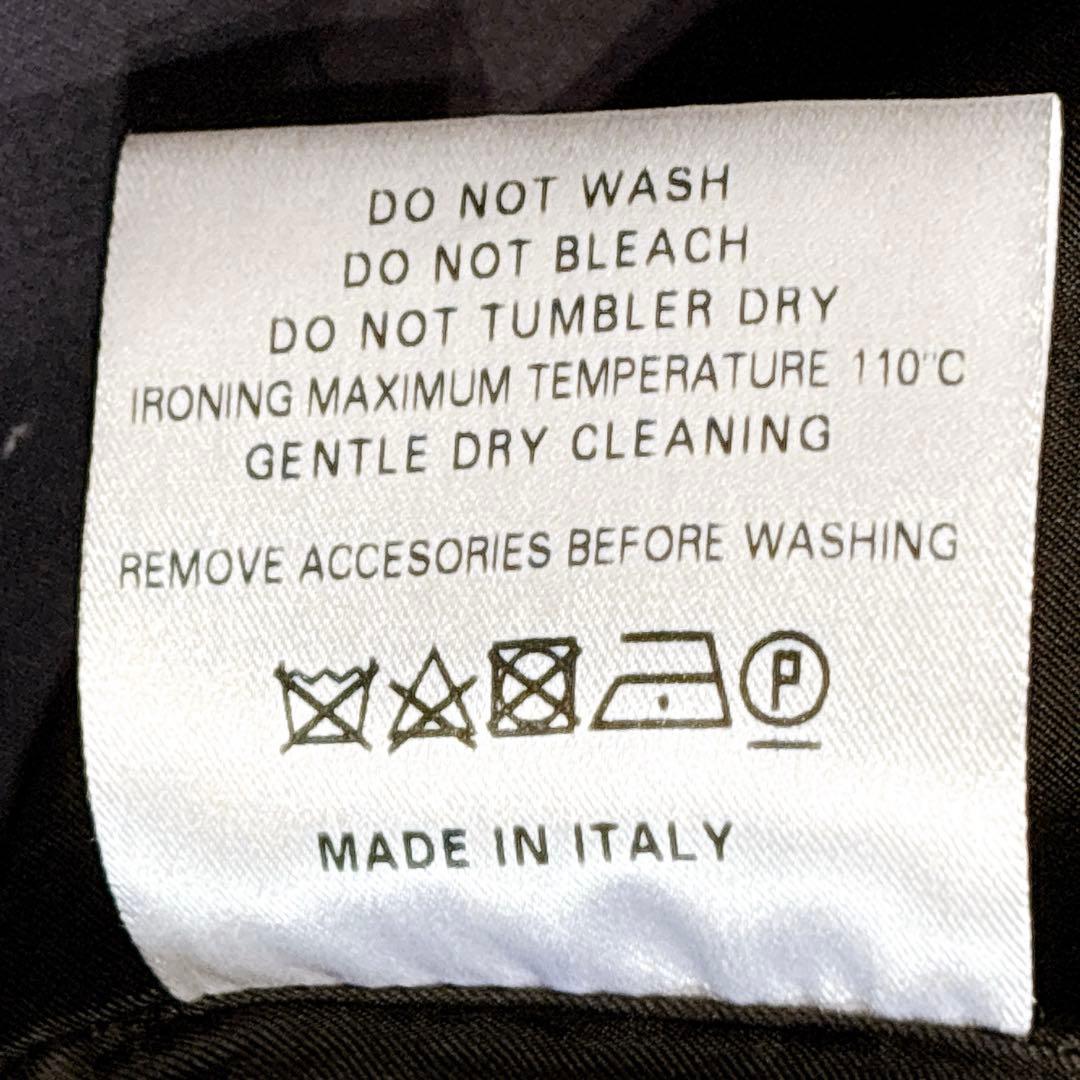 DO NOT WASH
DO NOT BLEACH
DO NOT TUMBLER DRY
IRONING MAXIMUM TEMPERATURE 110"C
GENTLE DRY CLEANING
REMOVE ACCESORIES BEFORE WASHING
P
MADE IN ITALY